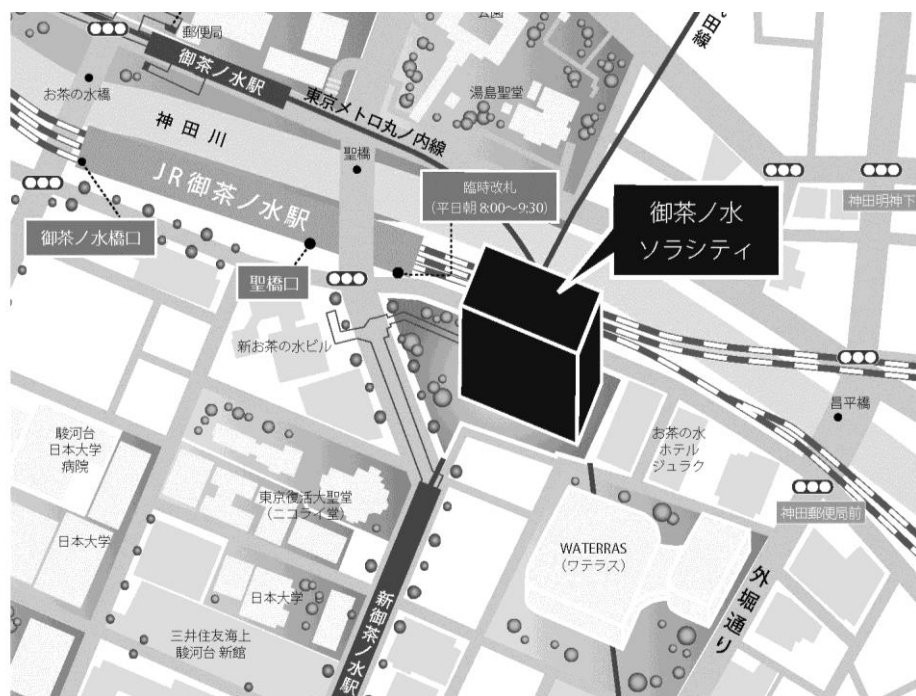 公園
郵便局
田線
御茶ノ水駅
お茶の水橋
東京メトロ丸ノ内線
湯島聖堂
神田川
聖橋
JR御茶ノ水駅
臨時改札
(平日朝8:00～9:30)
御茶ノ水
ソラシティ
神田明神下
御茶ノ水橋口
聖橋口
新お茶の水ビル
昌平橋
駿河台
日本大学
病院
お茶の水
ホテル
ジュラク
東京復活大聖堂
(ニコライ堂)
神田郵便局前
日本大学
WATERRAS
(ワテラス)
外堀通り
日本大学
新御茶ノ水駅
三井住友海上
駿河台 新館